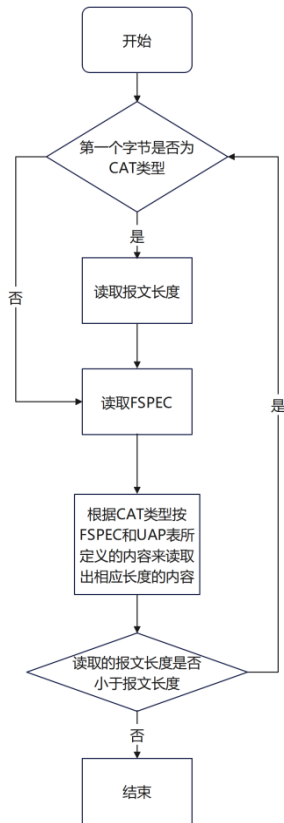 开始
第一个字节是否为
CAT类型
是
读取报文长度
否
是
读取FSPEC
根据CAT类型按
FSPEC和UAP表所
定义的内容来读取
出相应长度的内容
读取的报文长度是否
小于报文长度
否
结束